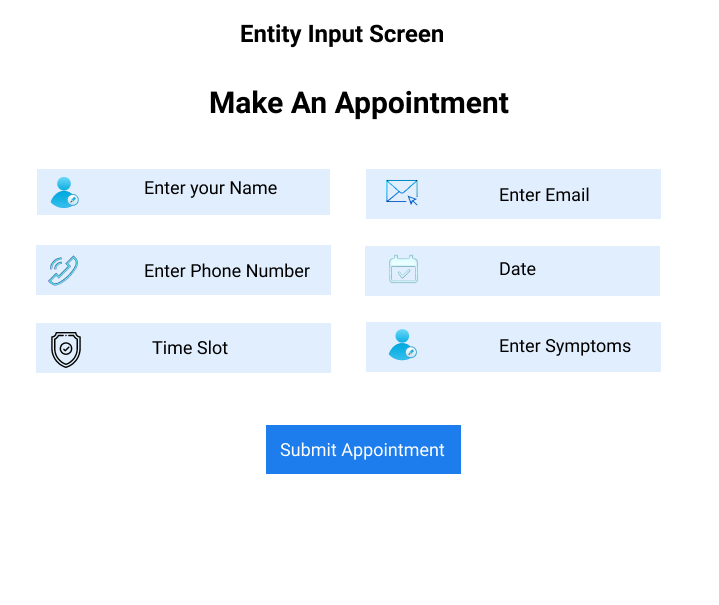 Entity Input Screen
Make An Appointment
Enter your Name
Enter Email
Enter Phone Number
Date
Time Slot
Enter Symptoms
Submit Appointment